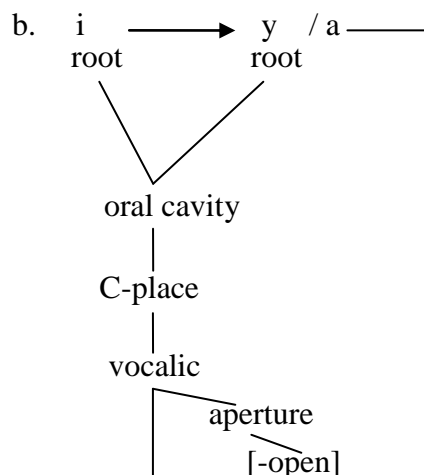 b. i y / a
root root
oral cavity
C-place
vocalic
aperture
[-open]